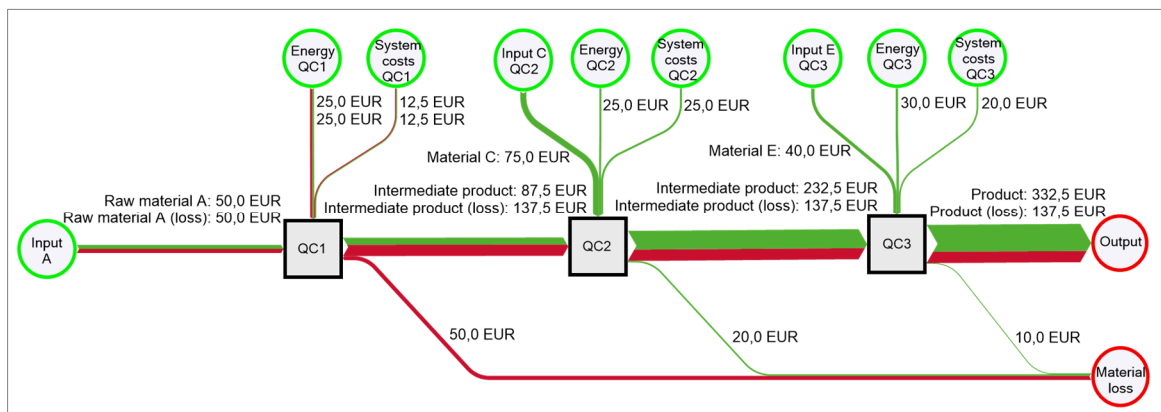 Energy
QC1
System
costs
QC1
Input C
QC2
Energy
QC2
System
costs
QC2
Input E
QC3
Energy
QC3
System
costs
QC3
25,0 EUR
25,0 EUR
12,5 EUR
12,5 EUR
25,0 EUR
25,0 EUR
30,0 EUR
20,0 EUR
Material C: 75,0 EUR
Material E: 40,0 EUR
Raw material A: 50,0 EUR
Raw material A (loss): 50,0 EUR
Intermediate product: 87,5 EUR
Intermediate product (loss): 137,5 EUR
Intermediate product: 232,5 EUR
Intermediate product (loss): 137,5 EUR
Product: 332,5 EUR
Product (loss): 137,5 EUR
Input
A
QC1
QC2
QC3
Output
50,0 EUR
20,0 EUR
10,0 EUR
Material
loss